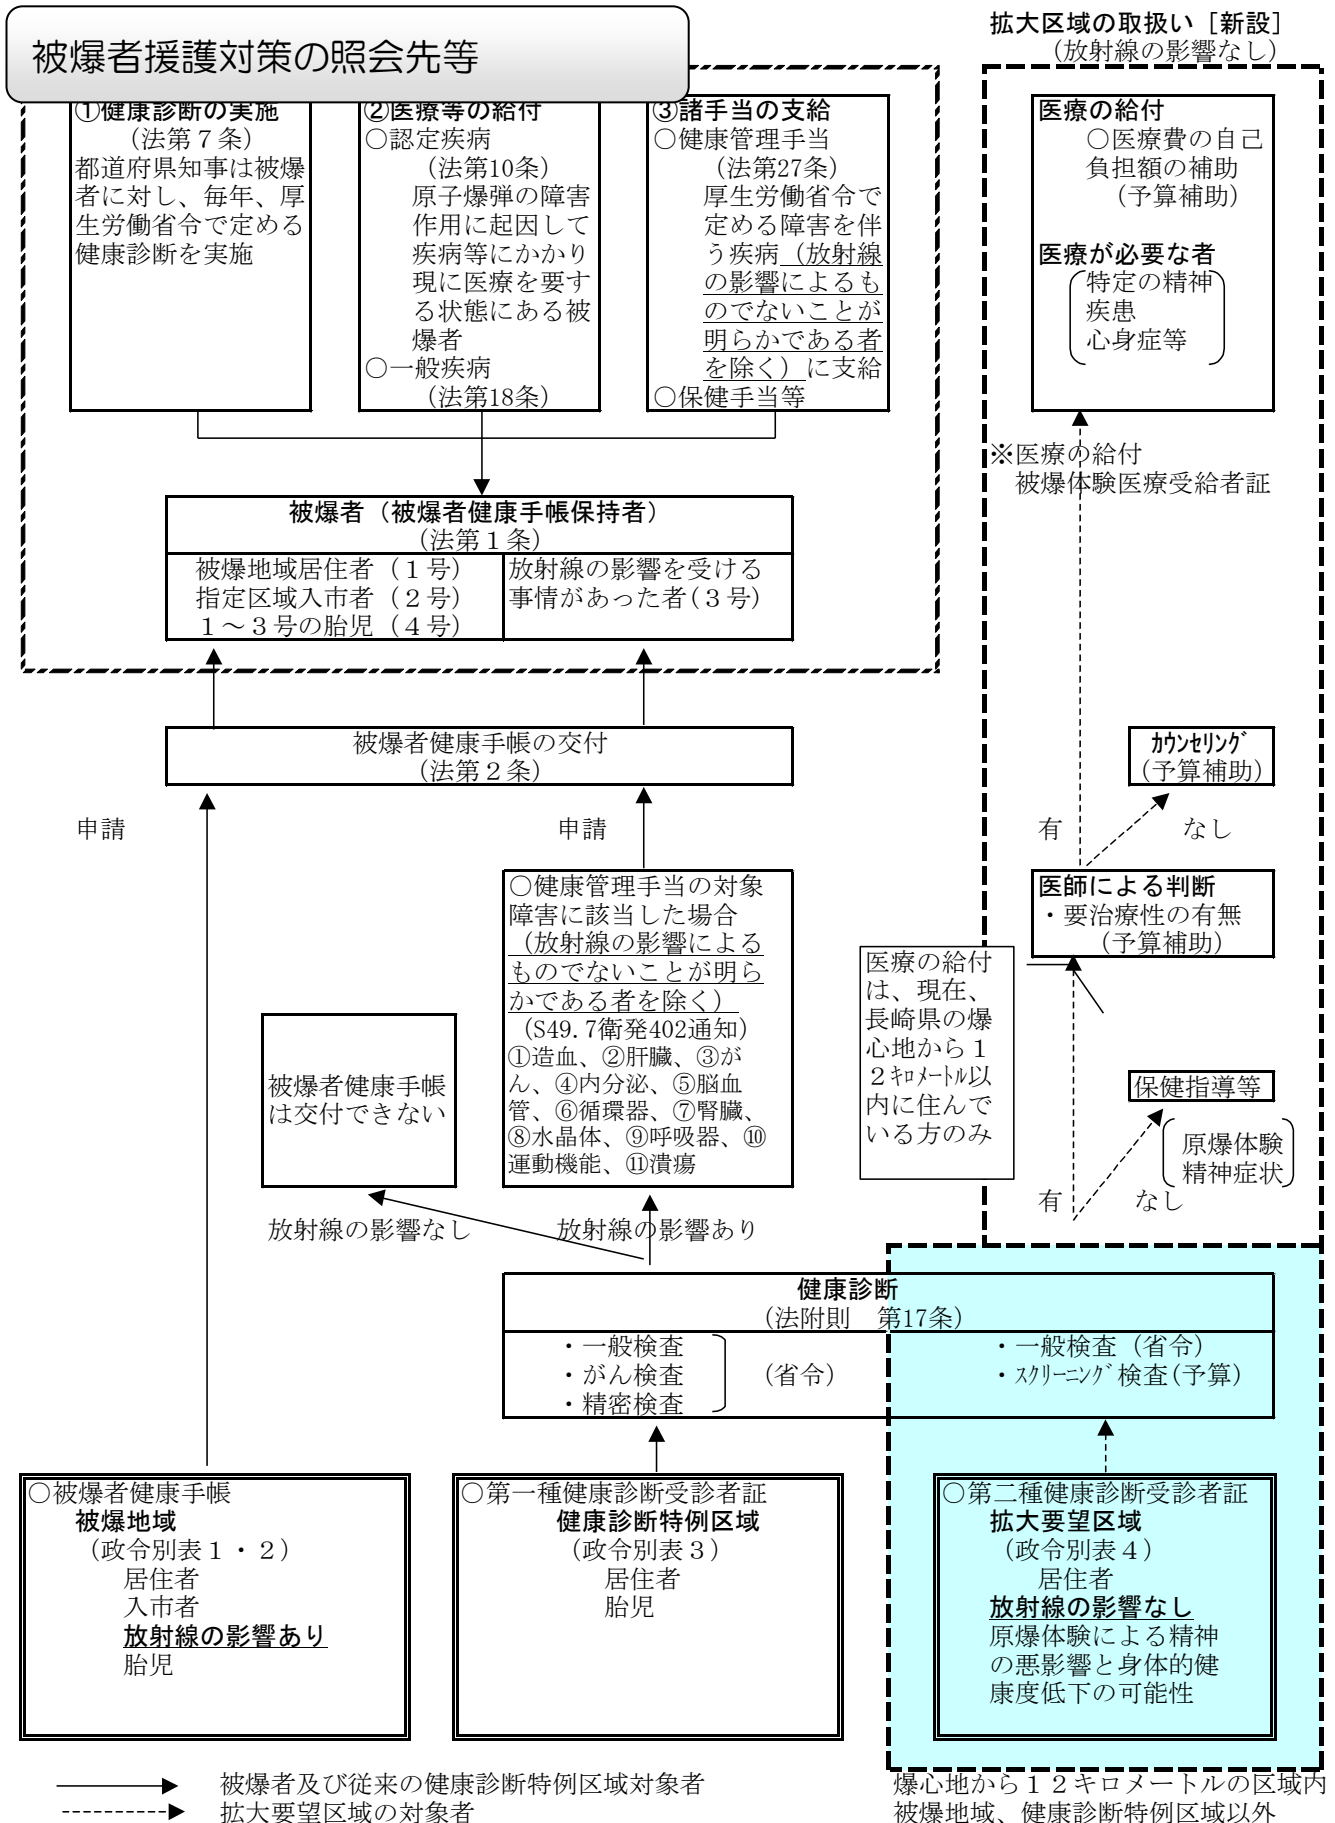 被爆者援護対策の照会先等
拡大区域の取扱い［新設］
（放射線の影響なし）
①健康診断の実施
（法第７条）
都道府県知事は被爆
者に対し、毎年、厚
生労働省令で定める
健康診断を実施
②医療等の給付
○認定疾病
（法第10条）
原子爆弾の障害
作用に起因して
疾病等にかかり
現に医療を要す
る状態にある被
爆者
○一般疾病
（法第18条）
③諸手当の支給
○健康管理手当
（法第27条）
厚生労働省令で
定める障害を伴
う疾病（放射線
の影響によるも
のでないことが
明らかである者
を除く）に支給
○保健手当等
医療の給付
○医療費の自己
負担額の補助
（予算補助）
医療が必要な者
特定の精神
疾患
心身症等
※医療の給付
被爆体験医療受給者証
被爆者（被爆者健康手帳保持者）
（法第１条）
被爆地域居住者（１号）
指定区域入市者（２号）
１～３号の胎児（４号）
放射線の影響を受ける
事情があった者(３号)
被爆者健康手帳の交付
（法第２条）
ｶｳﾝｾﾘﾝｸﾞ
（予算補助）
申請
申請
有
なし
○健康管理手当の対象
障害に該当した場合
（放射線の影響による
ものでないことが明ら
かである者を除く）
（S49.7衛発402通知）
①造血、②肝臓、③が
ん、④内分泌、⑤脳血
管、⑥循環器、⑦腎臓、
⑧水晶体、⑨呼吸器、⑩
運動機能、⑪潰瘍
医師による判断
・要治療性の有無
（予算補助）
医療の給付
は、現在、
長崎県の爆
心地から１
２ｷﾛﾒｰﾄﾙ以
内に住んで
いる方のみ
被爆者健康手帳
は交付できない
保健指導等
原爆体験
精神症状
有
なし
放射線の影響なし
放射線の影響あり
健康診断
（法附則　第17条）
・一般検査
・がん検査
・精密検査
（省令）
・一般検査（省令）
・ｽｸﾘｰﾆﾝｸﾞ検査(予算)
○被爆者健康手帳
被爆地域
（政令別表１・２）
居住者
入市者
放射線の影響あり
胎児
○第一種健康診断受診者証
健康診断特例区域
（政令別表３）
居住者
胎児
○第二種健康診断受診者証
拡大要望区域
（政令別表４）
居住者
放射線の影響なし
原爆体験による精神
の悪影響と身体的健
康度低下の可能性
被爆者及び従来の健康診断特例区域対象者
拡大要望区域の対象者
爆心地から１２キロメートルの区域内
被爆地域、健康診断特例区域以外